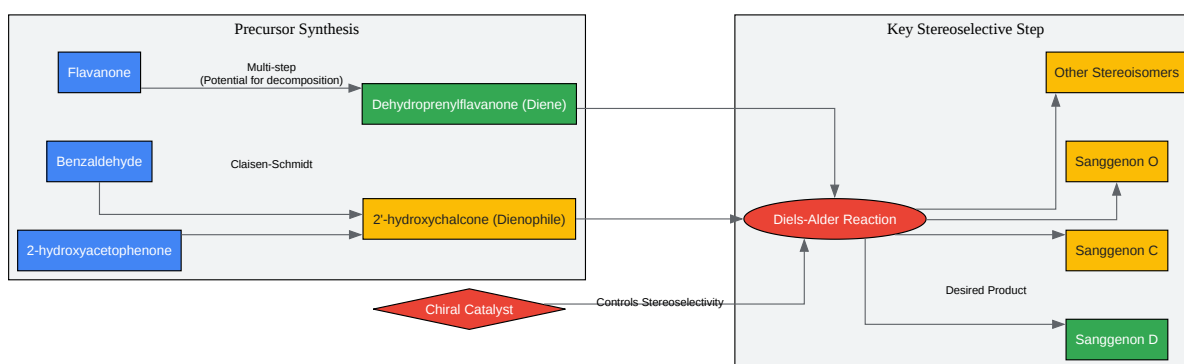 Precursor Synthesis
Key Stereoselective Step
Flavanone
Multi-step
(Potential for decomposition)
Dehydroprenylflavanone (Diene)
Other Stereoisomers
Benzaldehyde
Claisen-Schmidt
Sanggenon O
2'-hydroxychalcone (Dienophile)
Diels-Alder Reaction
2-hydroxyacetophenone
Sanggenon C
Chiral Catalyst
Controls Stereoselectivity
Desired Product
Sanggenon D